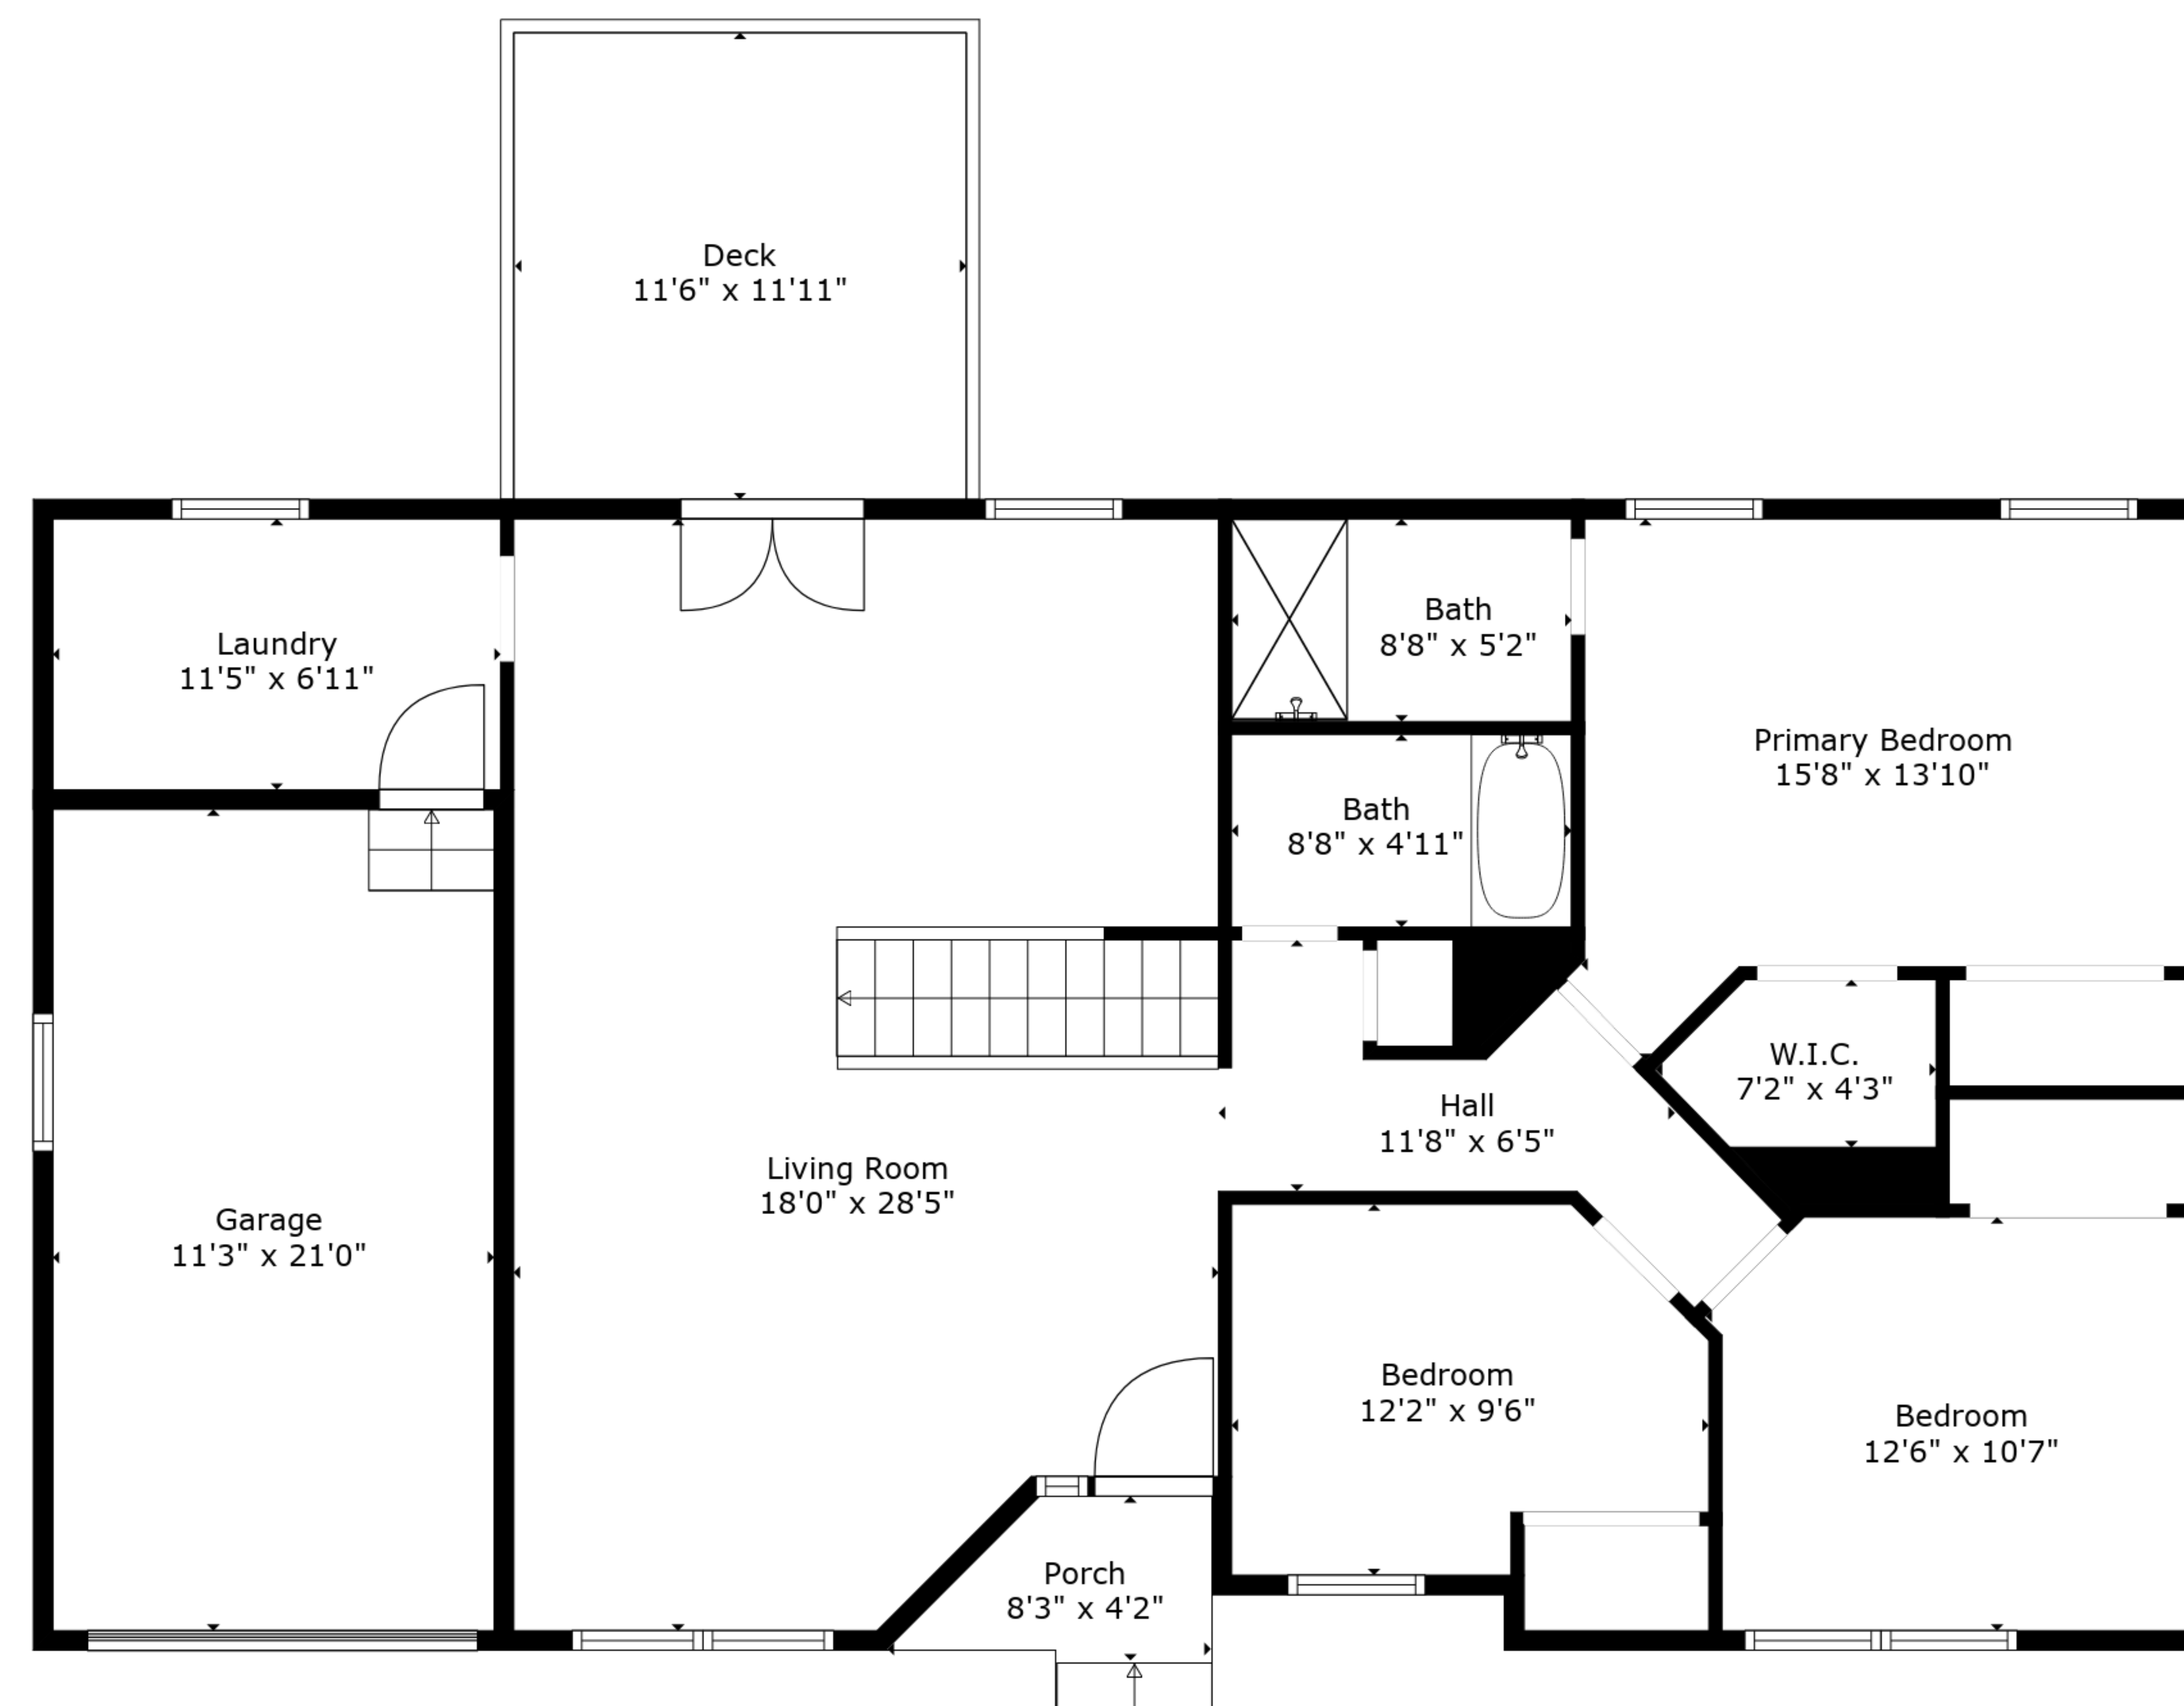 Deck
11'6" x 11'11"
Laundry
11'5" x 6'11"
Bath
8'8" x 5'2"
Primary Bedroom
15'8" x 13'10"
Bath
8'8" x 4'11"
W.I.C.
7'2" x 4'3"
Hall
11'8" x 6'5"
Living Room
18'0" x 28'5"
Garage
11'3" x 21'0"
Bedroom
12'2" x 9'6"
Bedroom
12'6" x 10'7"
Porch
8'3" x 4'2"